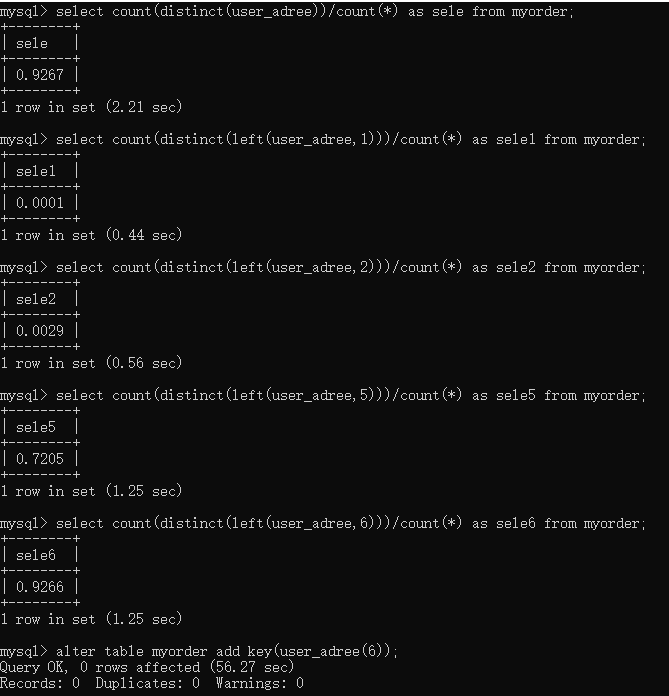 mysql> select count(distinct(user_adree))/count(*) as sele from myorder;
+--------+
| sele   |
+--------+
| 0.9267 |
+--------+
1 row in set (2.21 sec)
mysql> select count(distinct(left(user_adree,1)))/count(*) as sele1 from myorder;
+--------+
| sele1  |
+--------+
| 0.0001 |
+--------+
1 row in set (0.44 sec)
mysql> select count(distinct(left(user_adree,2)))/count(*) as sele2 from myorder;
+--------+
| sele2  |
+--------+
| 0.0029 |
+--------+
1 row in set (0.56 sec)
mysql> select count(distinct(left(user_adree,5)))/count(*) as sele5 from myorder;
+--------+
| sele5  |
+--------+
| 0.7205 |
+--------+
1 row in set (1.25 sec)
mysql> select count(distinct(left(user_adree,6)))/count(*) as sele6 from myorder;
+--------+
| sele6  |
+--------+
| 0.9266 |
+--------+
1 row in set (1.25 sec)
mysql> alter table myorder add key(user_adree(6));
Query OK, 0 rows affected (56.27 sec)
Records: 0  Duplicates: 0  Warnings: 0